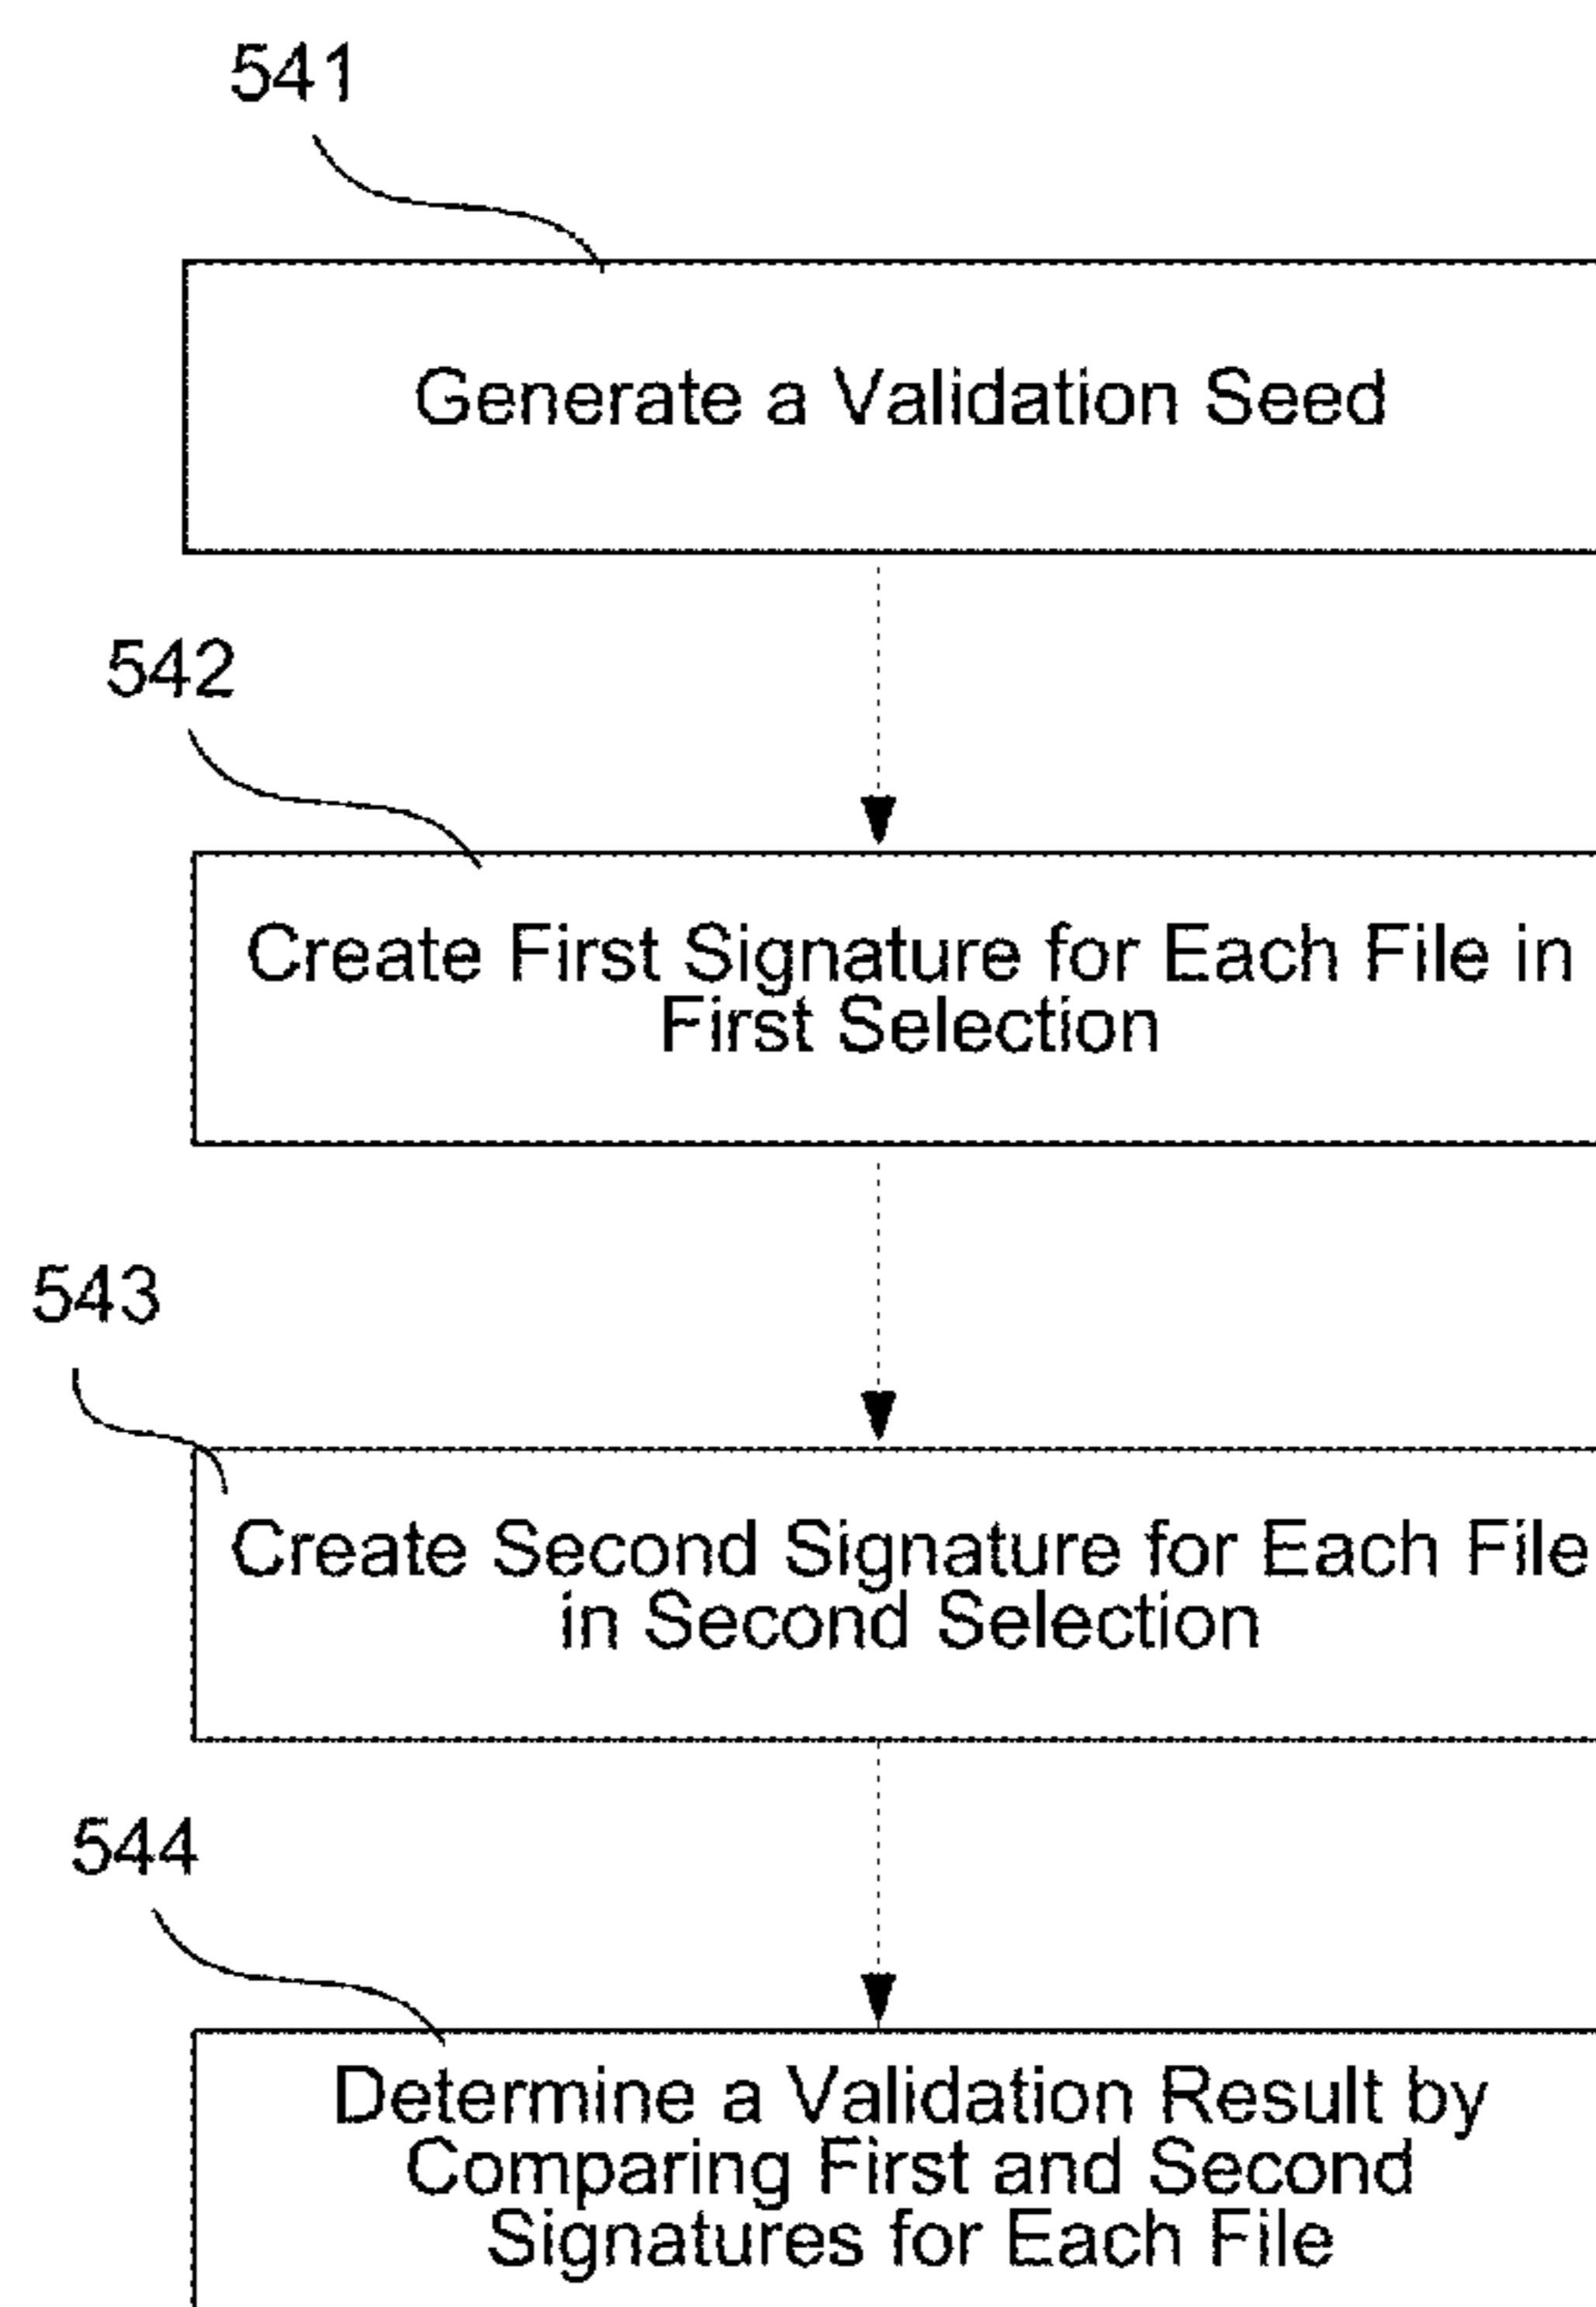 541
Generate a Validation Seed
542
Create First Signature for Each File in
First Selection
543
Create Second Signature for Each File
in Second Selection
544
Determine a Validation Result by
Comparing First and Second
Signatures for Each File